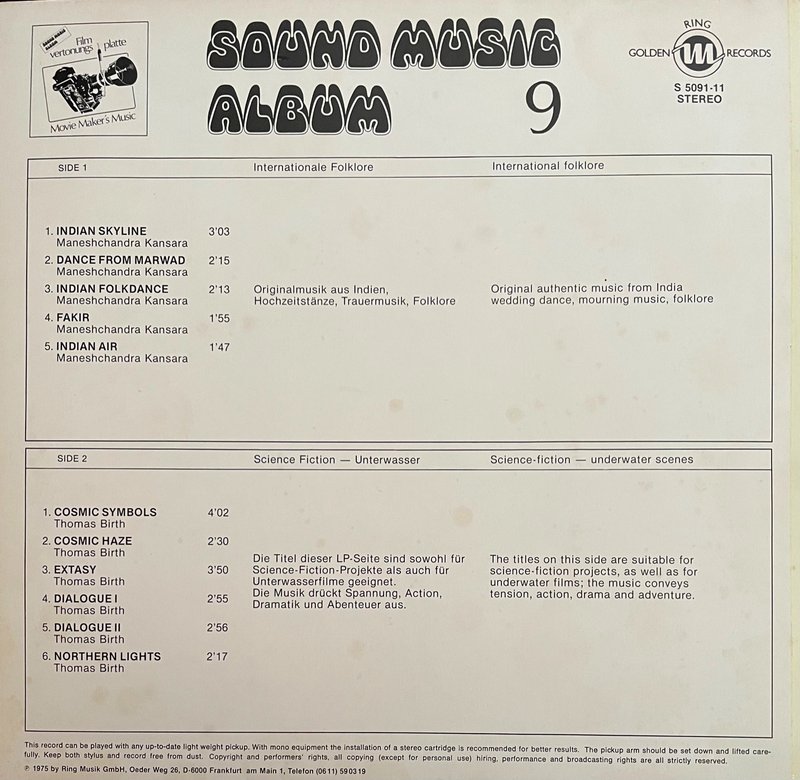 Film
vertonungs platte
Movie Maker's Music
SOUND MUSIC
ALBUM 9
RING
GOLDEN RECORDS
S 5091-11
STEREO
SIDE 1 Internationale Folklore International folklore
1. INDIAN SKYLINE 3'03
Maneshchandra Kansara
2. DANCE FROM MARWAD 2'15
Maneshchandra Kansara
3. INDIAN FOLKDANCE 2'13
Maneshchandra Kansara
4. FAKIR 1'55
Maneshchandra Kansara
5. INDIAN AIR 1'47
Maneshchandra Kansara
Originalmusik aus Indien,
Hochzeitstänze, Trauermusik, Folklore
Original authentic music from India
wedding dance, mourning music, folklore
SIDE 2 Science Fiction — Unterwasser Science-fiction — underwater scenes
1. COSMIC SYMBOLS 4'02
Thomas Birth
2. COSMIC HAZE 2'30
Thomas Birth
3. EXTASY 3'50
Thomas Birth
4. DIALOGUE I 2'55
Thomas Birth
5. DIALOGUE II 2'56
Thomas Birth
6. NORTHERN LIGHTS 2'17
Thomas Birth
Die Titel dieser LP-Seite sind sowohl für
Science-Fiction-Projekte als auch für
Unterwasserfilme geeignet.
Die Musik drückt Spannung, Action,
Dramatik und Abenteuer aus.
The titles on this side are suitable for
science-fiction projects, as well as for
underwater films; the music conveys
tension, action, drama and adventure.
This record can be played with any up-to-date light weight pickup. With mono equipment the installation of a stereo cartridge is recommended for better results. The pickup arm should be set down and lifted care-
fully. Keep both stylus and record free from dust. Copyright and performers' rights, all copying (except for personal use) hiring, performance and broadcasting rights are all strictly reserved.
℗ 1975 by Ring Musik GmbH, Oeder Weg 26, D-6000 Frankfurt am Main 1, Telefon (0611) 590319